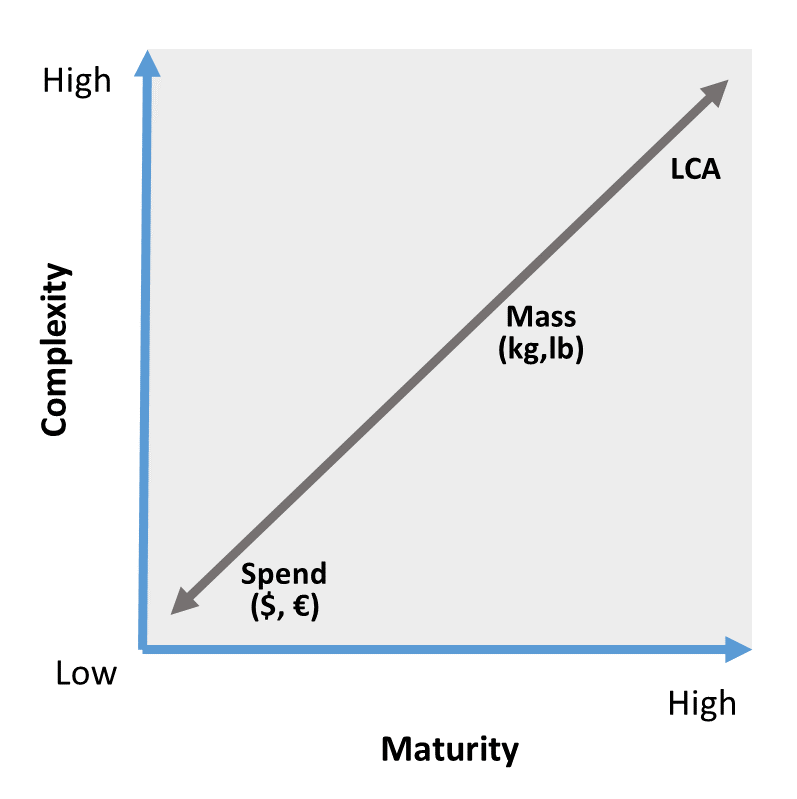 High
LCA
Mass
(kg,lb)
Complexity
Spend
($, €)
Low
High
Maturity